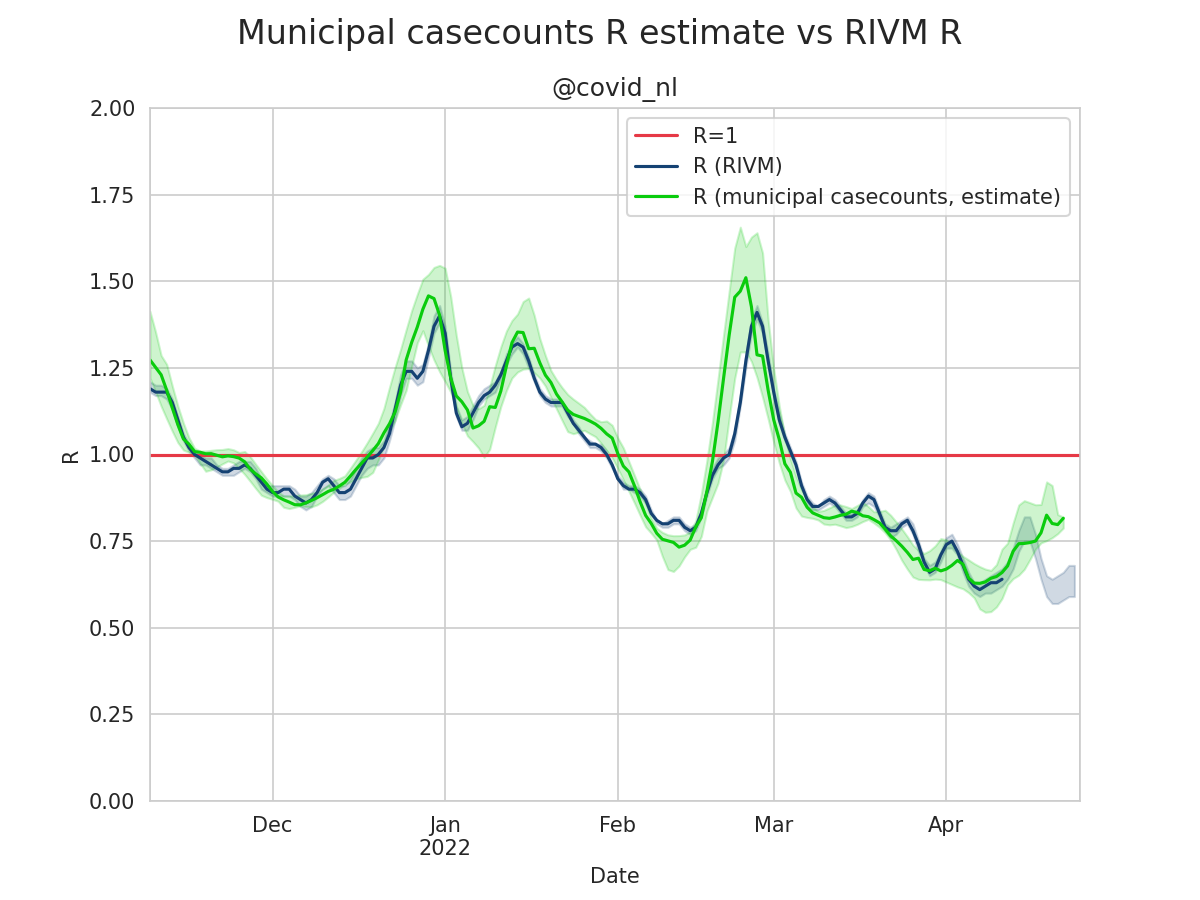 Municipal casecounts R estimate vs RIVM R
@covid_nl
2.00
1.75
1.50
1.25
1.00
0.75
0.50
0.25
0.00
R
R=1
R (RIVM)
R (municipal casecounts, estimate)
Dec
Jan
2022
Feb
Mar
Apr
Date